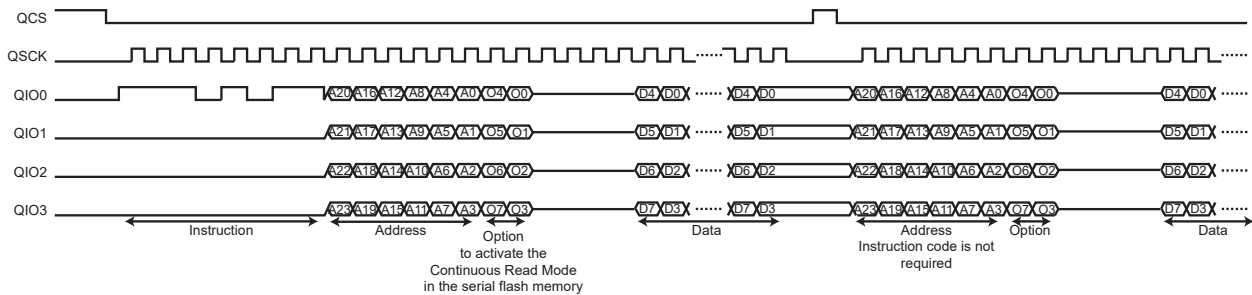 QCS
QSCK
QIO0 A20 A16 A12 A8 A4 A0 O4 O0 D4 D0 D4 D0 A20 A16 A12 A8 A4 A0 O4 O0 D4 D0
QIO1 A21 A17 A13 A9 A5 A1 O5 O1 D5 D1 D5 D1 A21 A17 A13 A9 A5 A1 O5 O1 D5 D1
QIO2 A22 A18 A14 A10 A6 A2 O6 O2 D6 D2 D6 D2 A22 A18 A14 A10 A6 A2 O6 O2 D6 D2
QIO3 A23 A19 A15 A11 A7 A3 O7 O3 D7 D3 D7 D3 A23 A19 A15 A11 A7 A3 O7 O3 D7 D3
Instruction
Address
Option
to activate the
Continuous Read Mode
in the serial flash memory
Data
Address
Instruction code is not
required
Option
Data